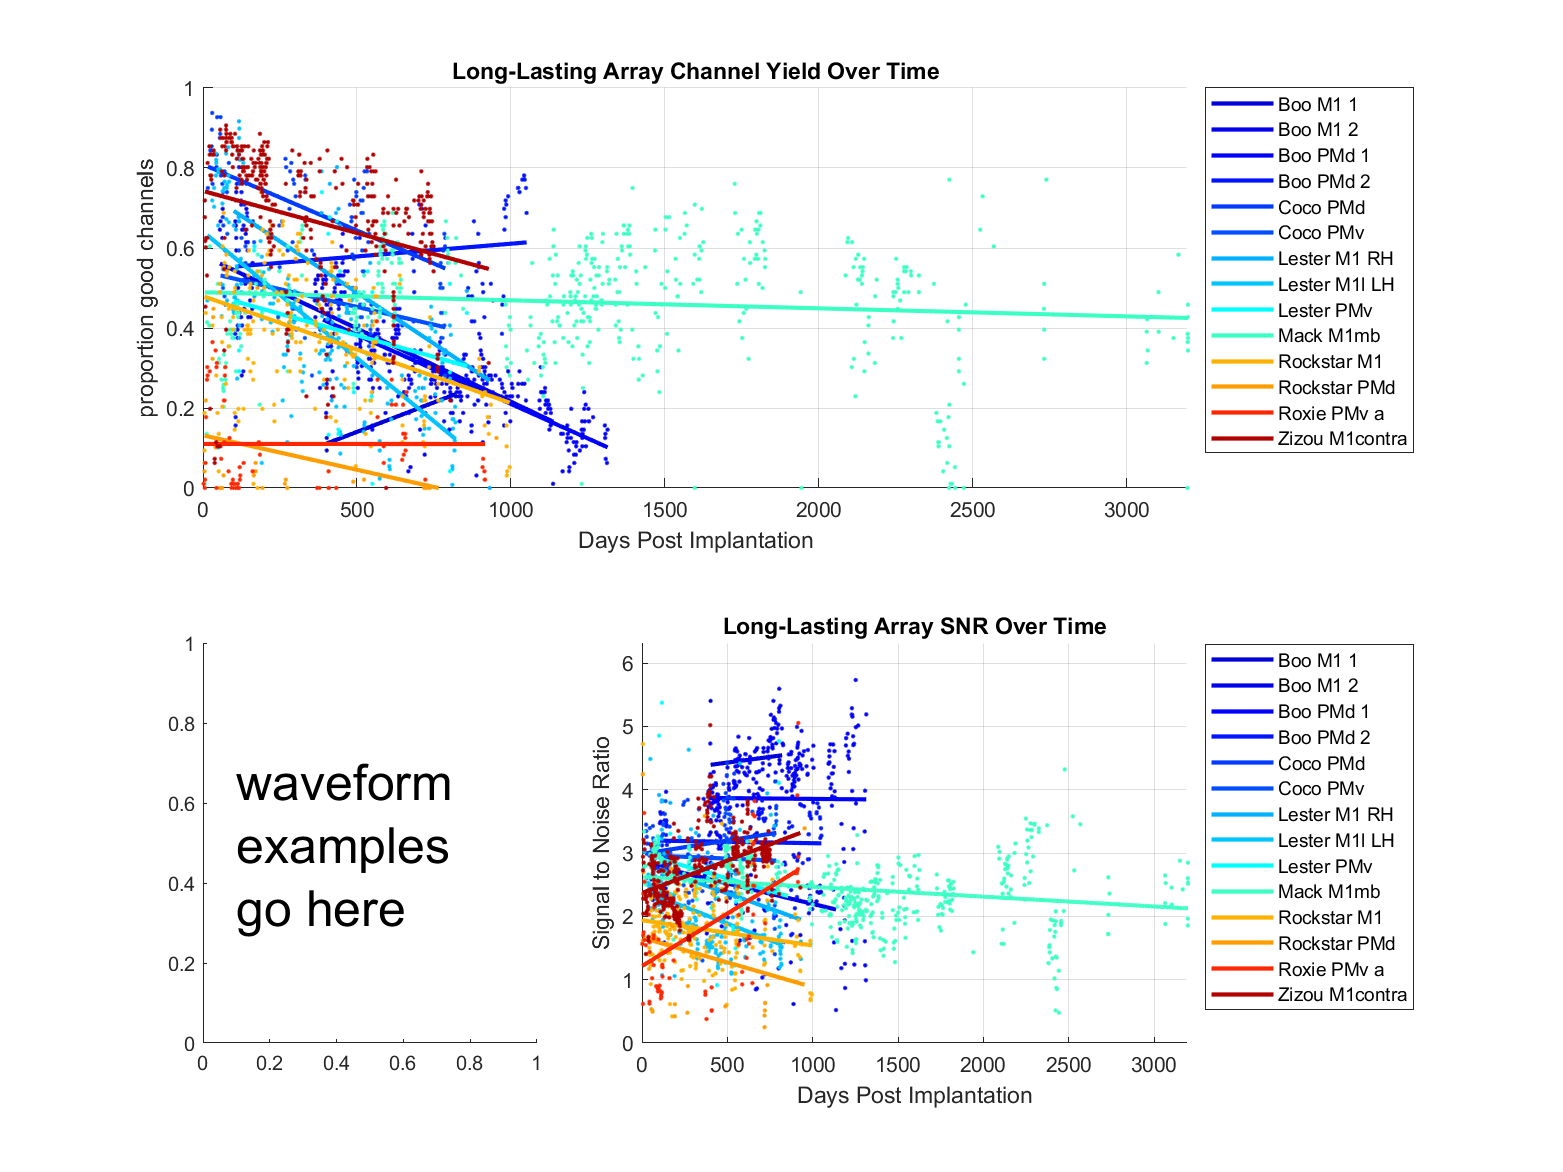 Long-Lasting Array Channel Yield Over Time
proportion good channels
1
0.8
0.6
0.4
0.2
0
0 500 1000 1500 2000 2500 3000
Days Post Implantation
Boo M1 1
Boo M1 2
Boo PMd 1
Boo PMd 2
Coco PMd
Coco PMv
Lester M1 RH
Lester M1l LH
Lester PMv
Mack M1mb
Rockstar M1
Rockstar PMd
Roxie PMv a
Zizou M1contra
1
0.8
0.6
0.4
0.2
0
0 0.2 0.4 0.6 0.8 1
waveform
examples
go here
Long-Lasting Array SNR Over Time
Signal to Noise Ratio
6
5
4
3
2
1
0
0 500 1000 1500 2000 2500 3000
Days Post Implantation
Boo M1 1
Boo M1 2
Boo PMd 1
Boo PMd 2
Coco PMd
Coco PMv
Lester M1 RH
Lester M1l LH
Lester PMv
Mack M1mb
Rockstar M1
Rockstar PMd
Roxie PMv a
Zizou M1contra